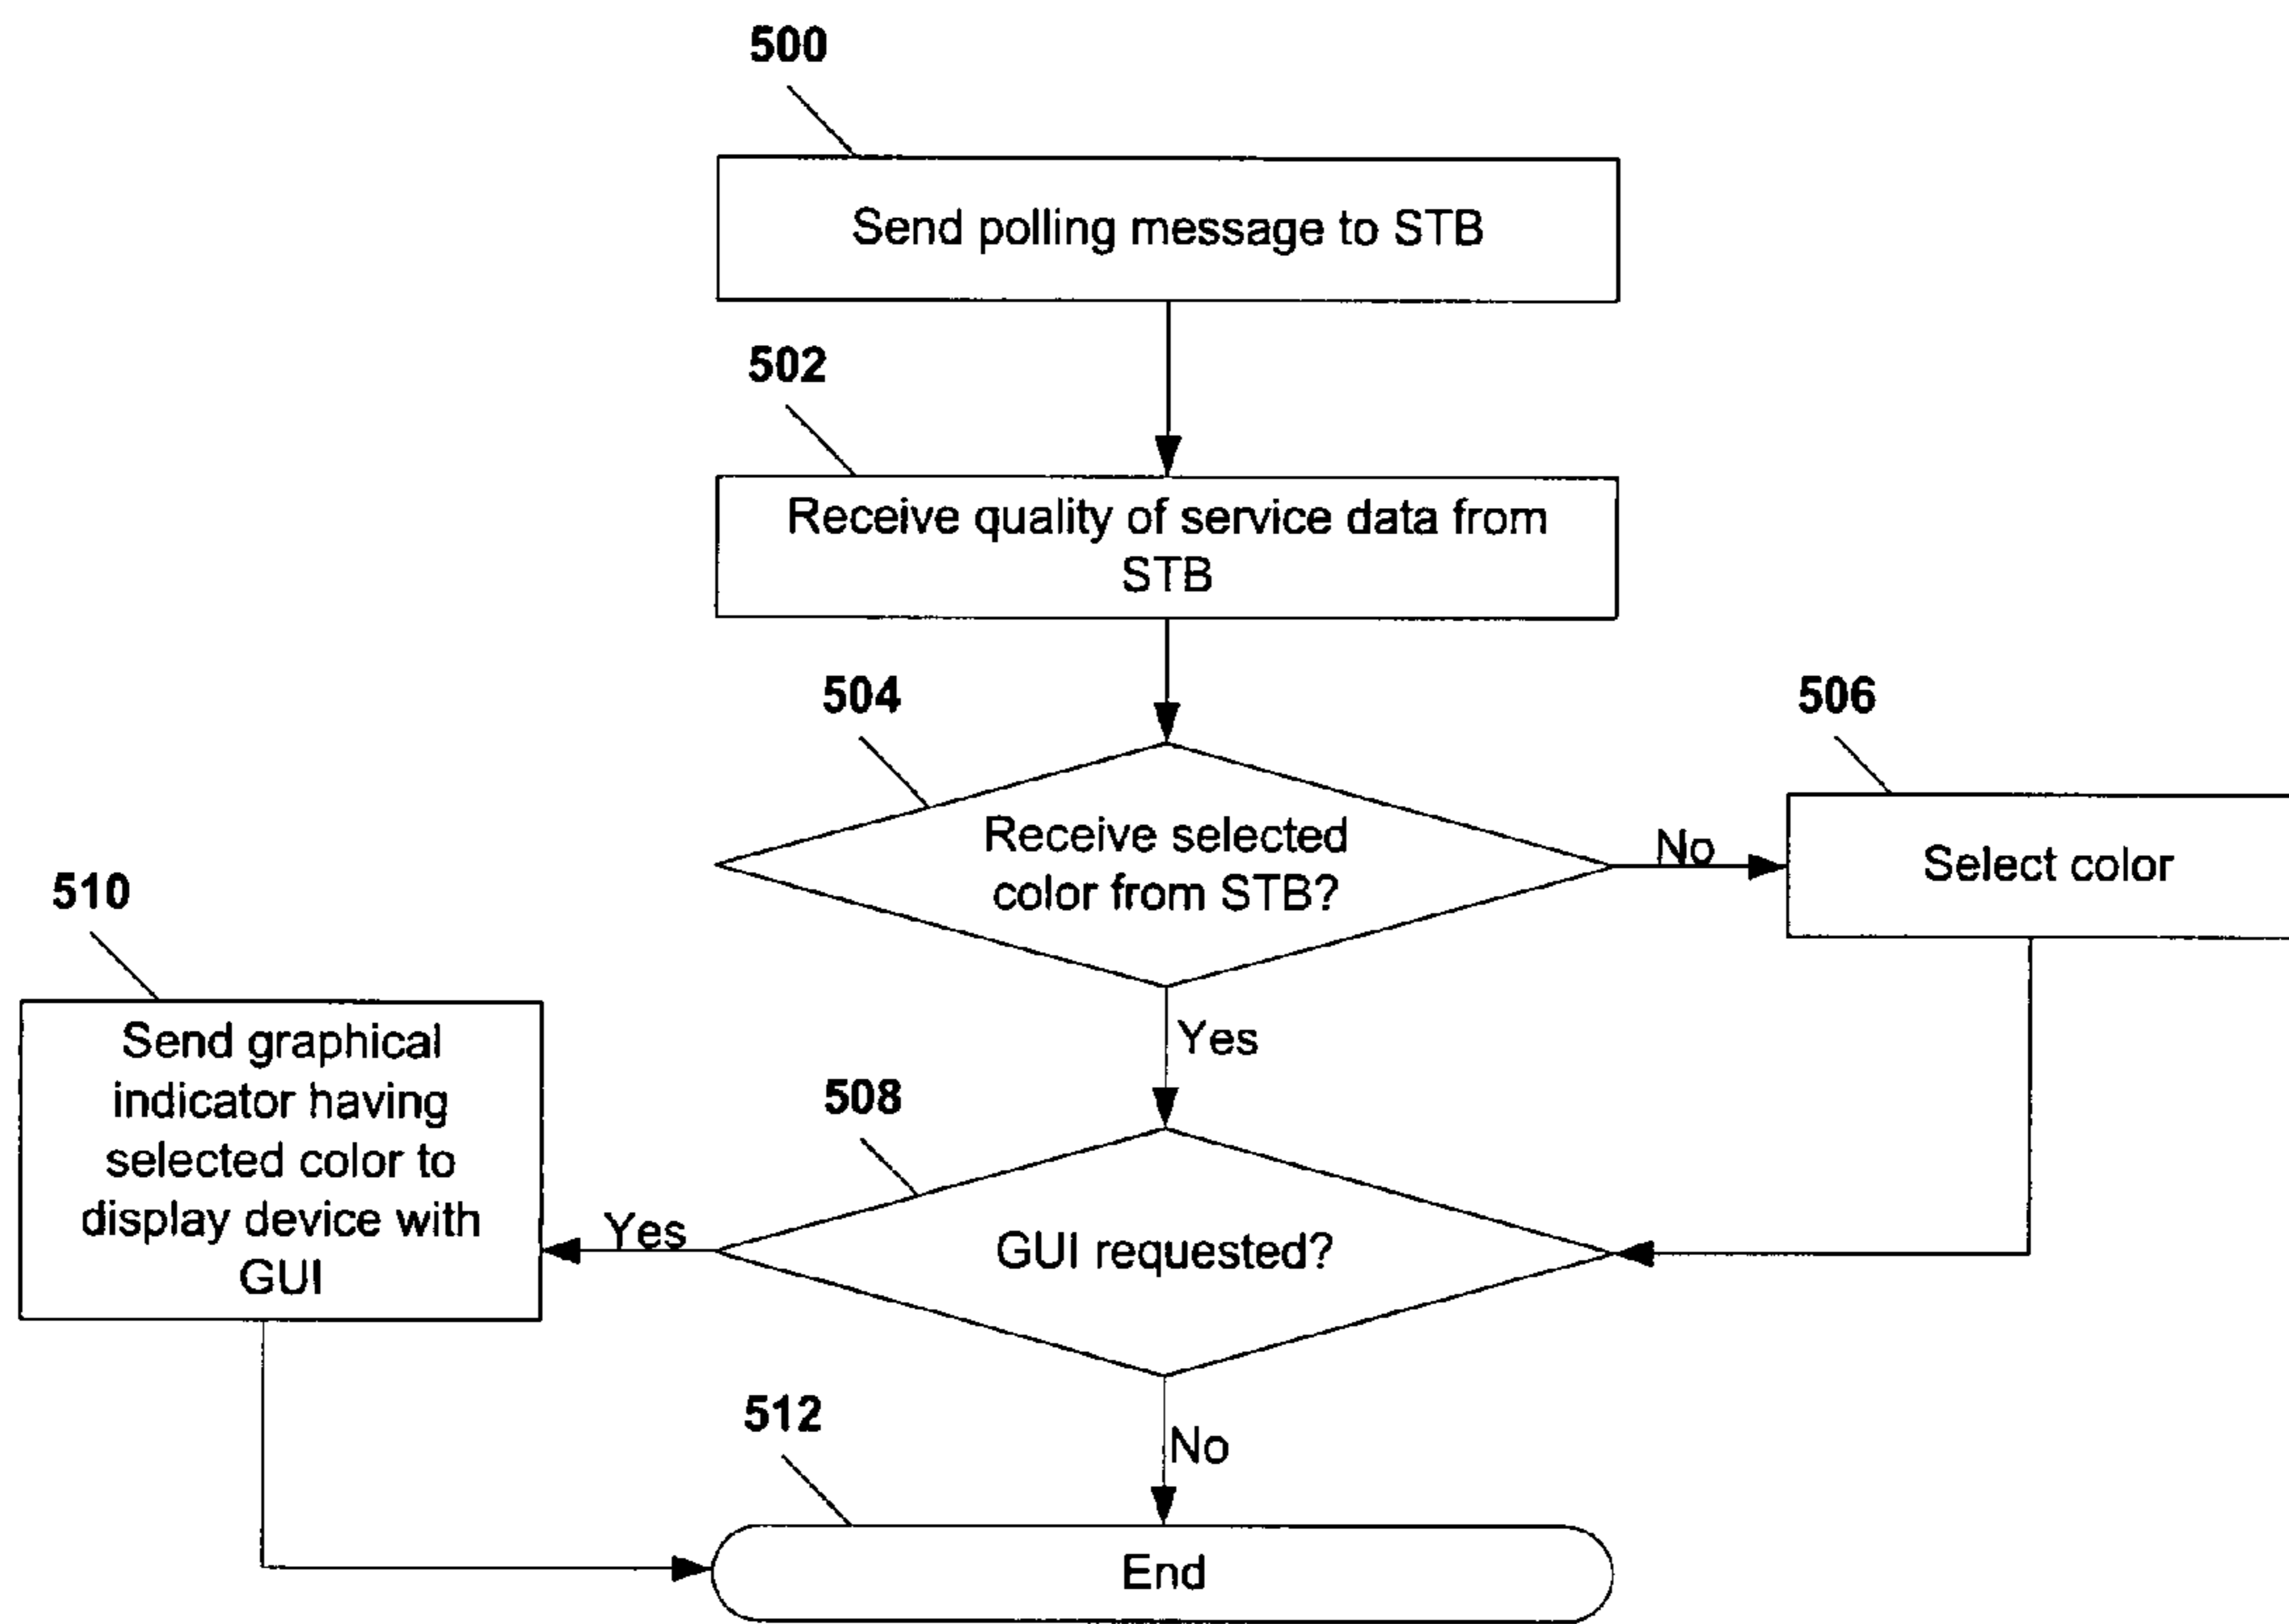 500
Send polling message to STB
502
Receive quality of service data from
STB
504
Receive selected
color from STB?
No
506
Select color
Yes
508
GUI requested?
Yes
510
Send graphical
indicator having
selected color to
display device with
GUI
No
512
End